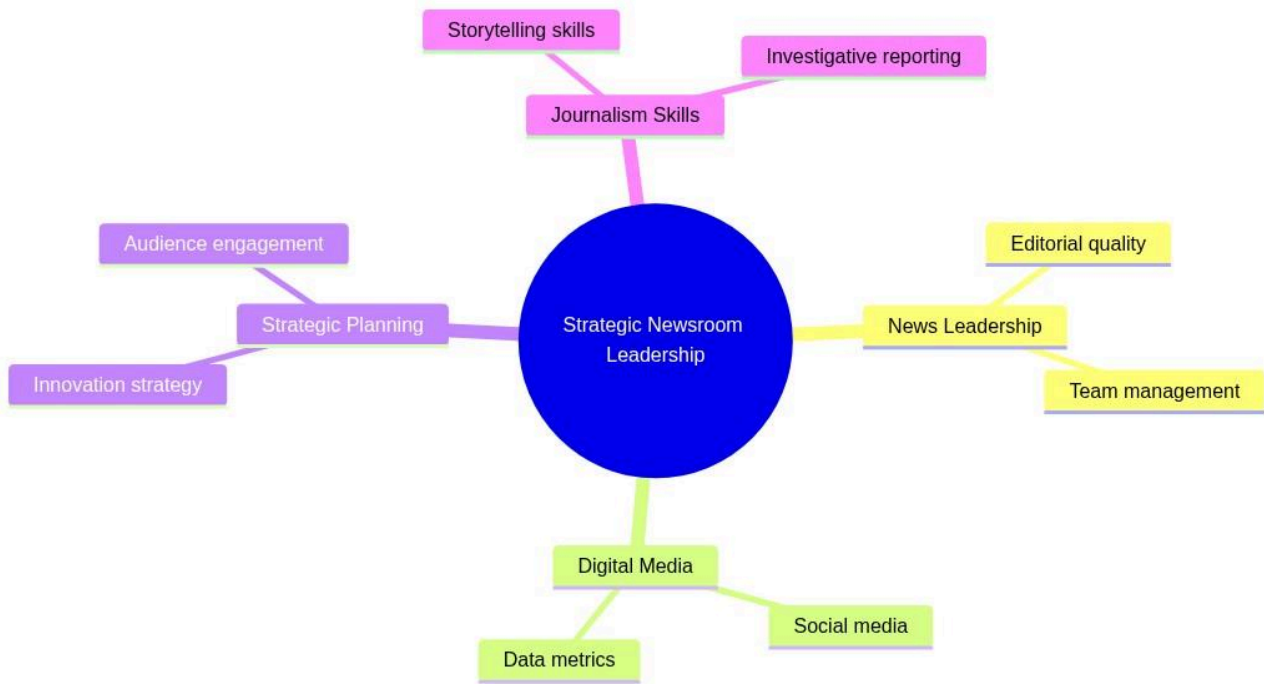 Storytelling skills
Investigative reporting
Journalism Skills
Audience engagement
Editorial quality
Strategic Planning
Strategic Newsroom
Leadership
News Leadership
Innovation strategy
Team management
Digital Media
Social media
Data metrics